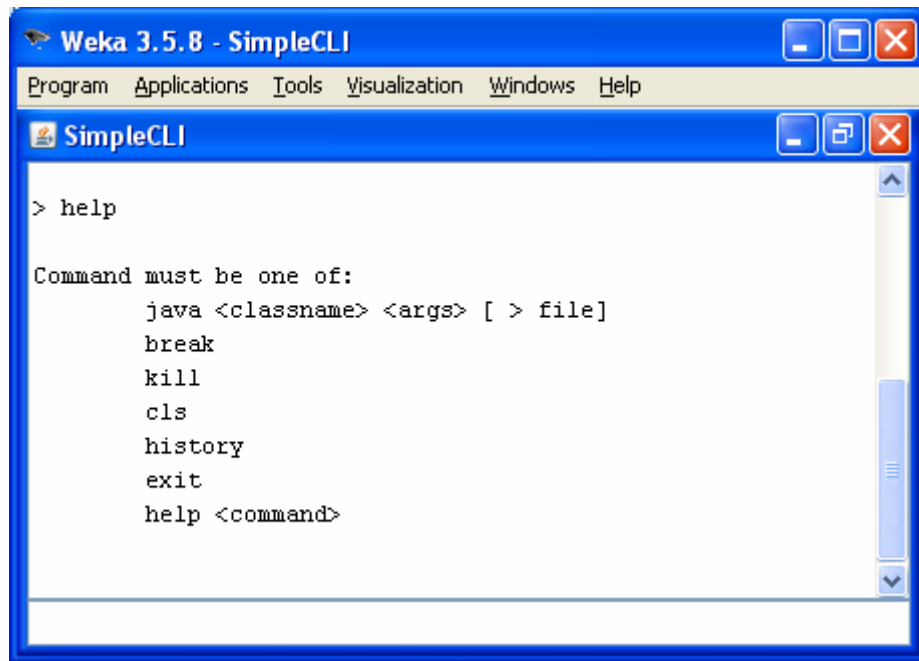 Weka 3.5.8 - SimpleCLI
Program Applications Tools Visualization Windows Help
SimpleCLI
> help
Command must be one of:
java <classname> <args> [ > file]
break
kill
cls
history
exit
help <command>